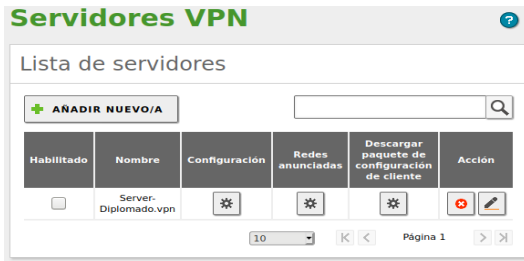 Servidores VPN
?
Lista de servidores
AÑADIR NUEVO/A
Habilitado
Nombre
Configuración
Redes
anunciadas
Descargar
paquete de
configuración
de cliente
Acción
Server-
Diplomado.vpn
10
Página 1